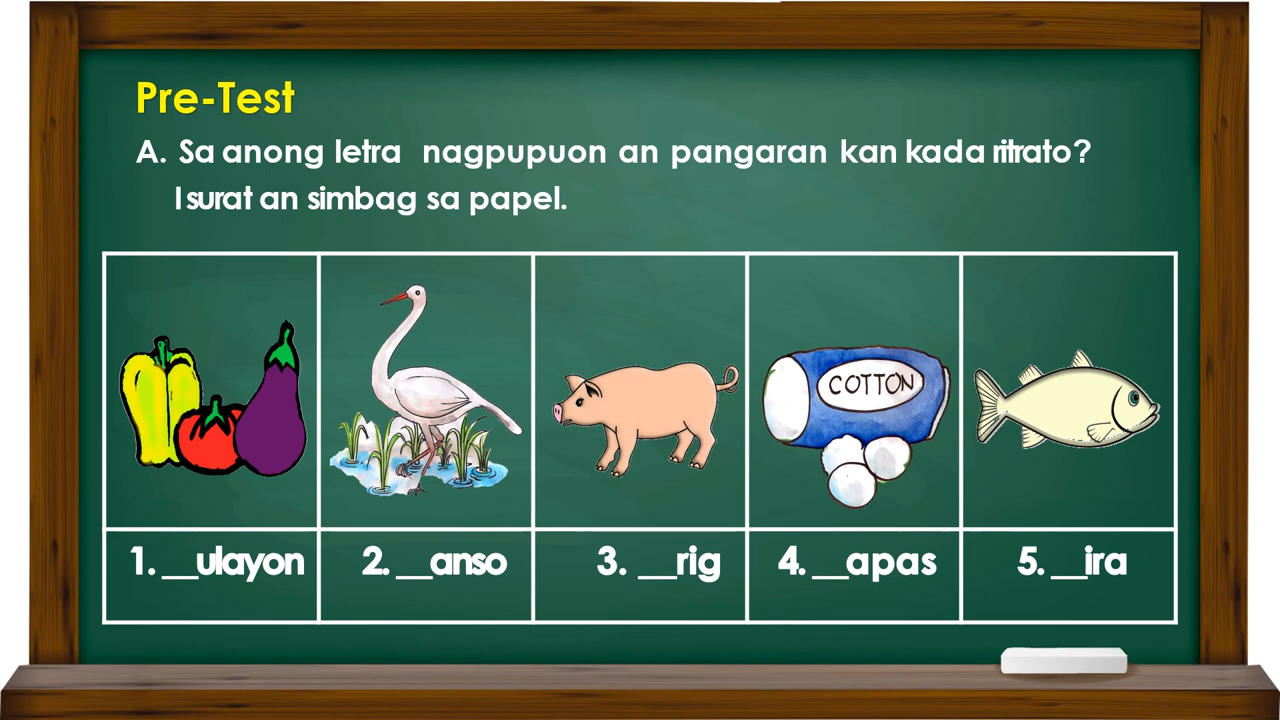 Pre-Test
A. Sa anong letra nagpupuon an pangaran kan kada ritrato?
Isurat an simbag sa papel.
COTTON
1. __ulayon
2. __anso
3. __rig
4. __apas
5. __ira